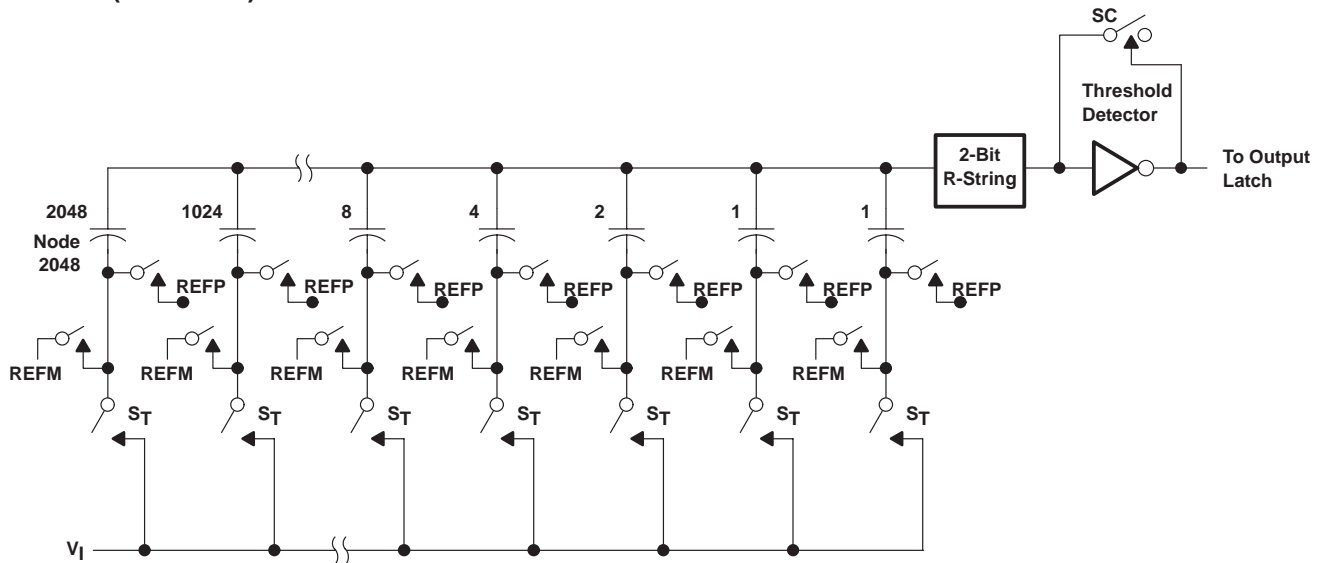 SC
Threshold
Detector
2-Bit
R-String
To Output
Latch
2048
1024
8
4
2
1
1
Node
2048
REFP
REFP
REFP
REFP
REFP
REFP
REFP
REFM
REFM
REFM
REFM
REFM
REFM
REFM
ST
ST
ST
ST
ST
ST
ST
VI